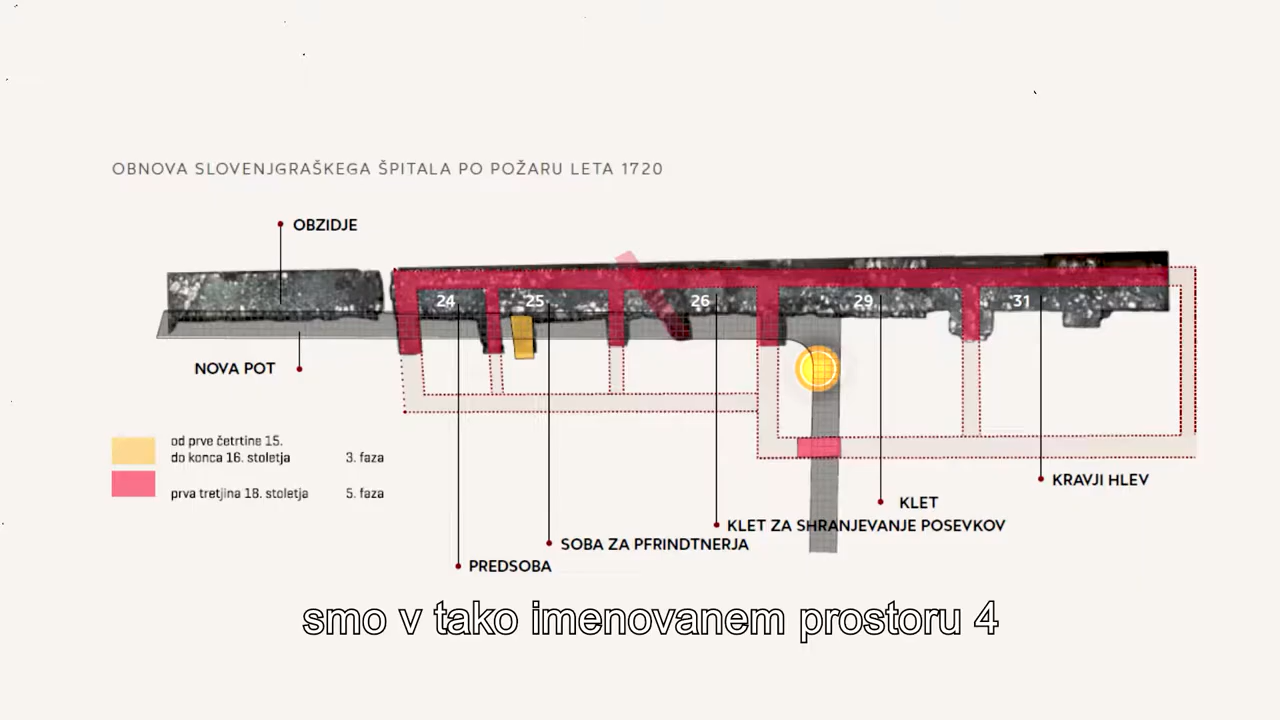 OBNOVA SLOVENJGRAŠKEGA ŠPITALA PO POŽARU LETA 1720
OBZIDJE
24
25
26
29
31
NOVA POT
od prve četrtine 15.
do konca 16. stoletja 3. faza
prva tretjina 18. stoletja 5. faza
KRAVJI HLEV
KLET
KLET ZA SHRANJEVANJE POSEVKOV
SOBA ZA PFRINDTNERJA
PREDSOBA
smo v tako imenovanem prostoru 4